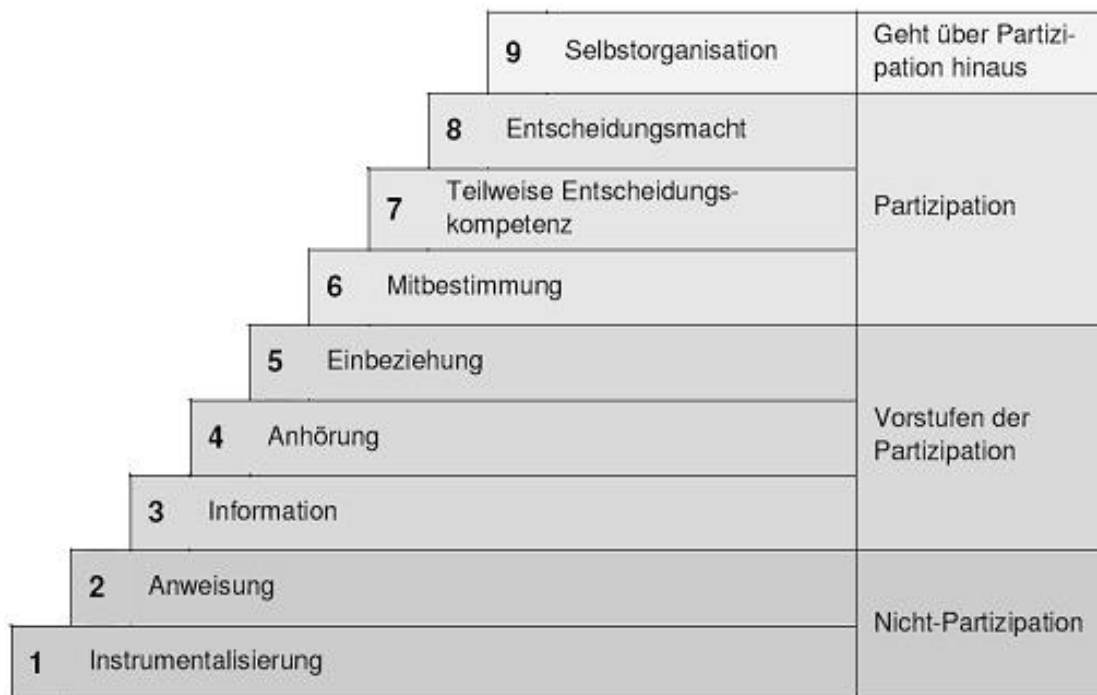 9 Selbstorganisation
Geht über Partizi-
pation hinaus
8 Entscheidungsmacht
7 Teilweise Entscheidungs-
kompetenz
Partizipation
6 Mitbestimmung
5 Einbeziehung
4 Anhörung
Vorstufen der
Partizipation
3 Information
2 Anweisung
Nicht-Partizipation
1 Instrumentalisierung